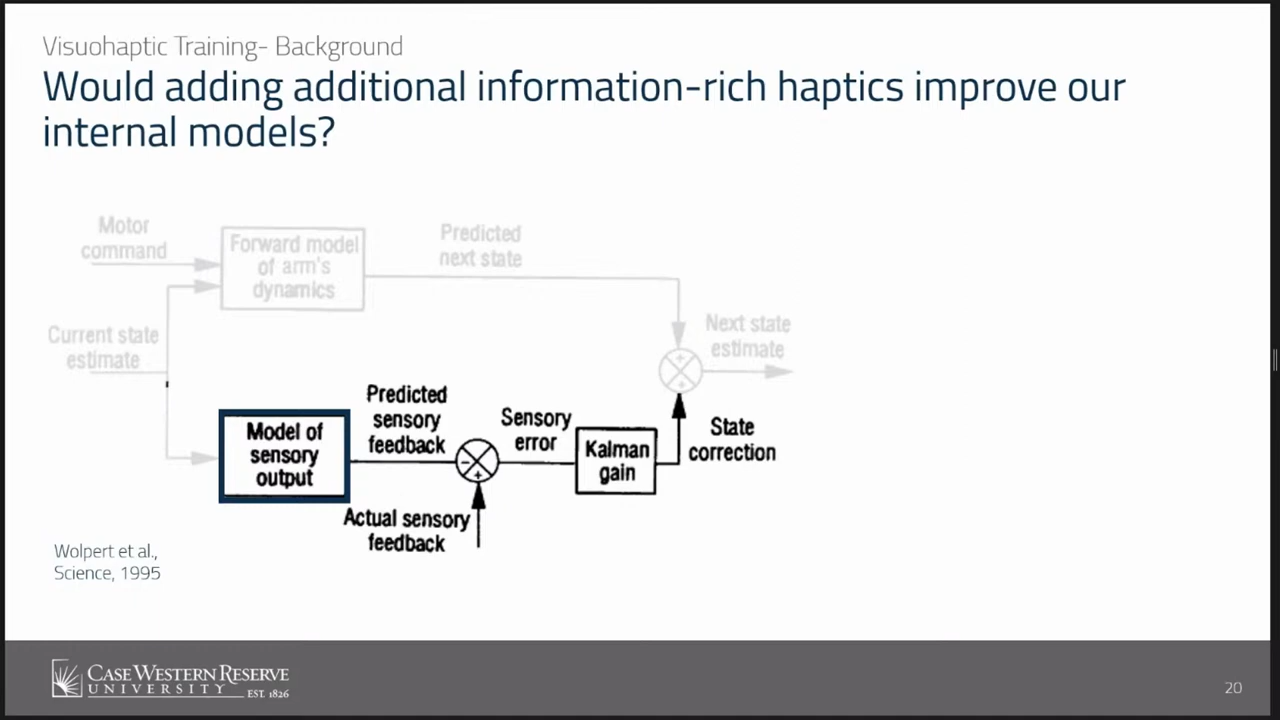 Visuohaptic Training- Background
Would adding additional information-rich haptics improve our
internal models?
Motor
command
Forward model
of arm's
dynamics
Predicted
next state
Current state
estimate
Next state
estimate
Model of
sensory
output
Predicted
sensory
feedback
Sensory
error
Kalman
gain
State
correction
Actual sensory
feedback
Wolpert et al.,
Science, 1995
CASE WESTERN RESERVE
UNIVERSITY EST. 1826
20